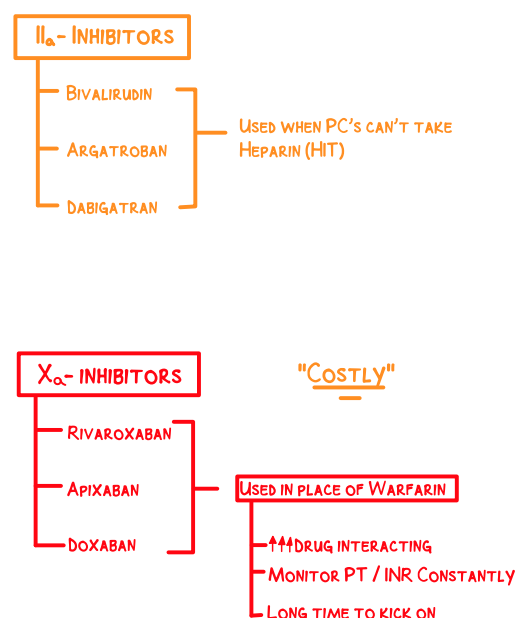 IIa - INHIBITORS
BIVALIRUDIN
ARGATROBAN
DABIGATRAN
USED WHEN PC'S CAN'T TAKE
HEPARIN (HIT)
Xa - INHIBITORS
"COSTLY"
RIVAROXABAN
APIXABAN
DOXABAN
USED IN PLACE OF WARFARIN
↑↑↑DRUG INTERACTING
MONITOR PT / INR CONSTANTLY
LONG TIME TO KICK ON